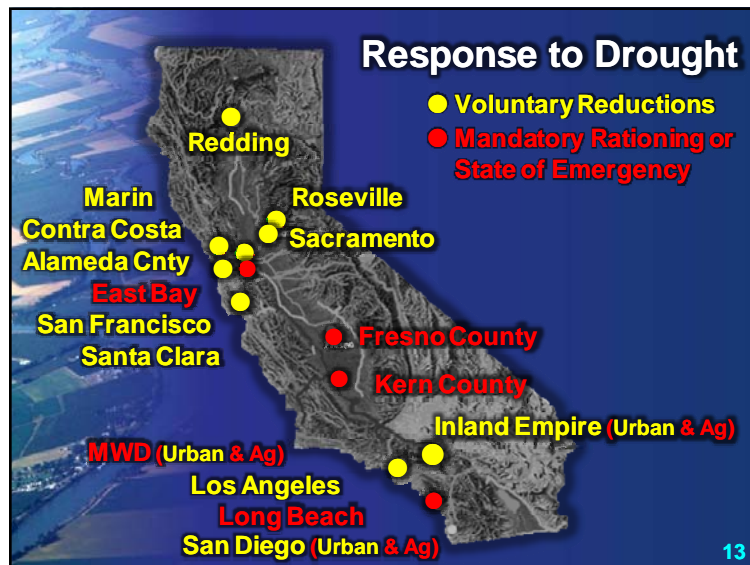 Response to Drought
Voluntary Reductions
Mandatory Rationing or
State of Emergency
Redding
Marin
Contra Costa
Alameda Cnty
East Bay
San Francisco
Santa Clara
Roseville
Sacramento
Fresno County
Kern County
Inland Empire (Urban & Ag)
MWD (Urban & Ag)
Los Angeles
Long Beach
San Diego (Urban & Ag)
13